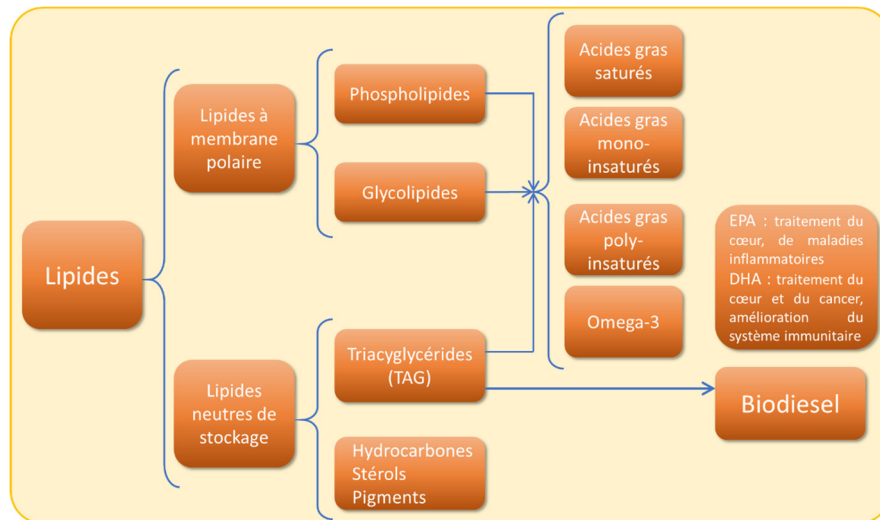 Lipides
Lipides à
membrane
polaire
Phospholipides
Glycolipides
Acides gras
saturés
Acides gras
mono-
insaturés
Acides gras
poly-
insaturés
Omega-3
EPA : traitement du
cœur, de maladies
inflammatoires
DHA : traitement du
cœur et du cancer,
amélioration du
système immunitaire
Lipides
neutres de
stockage
Triacyglycérides
(TAG)
Biodiesel
Hydrocarbones
Stérols
Pigments